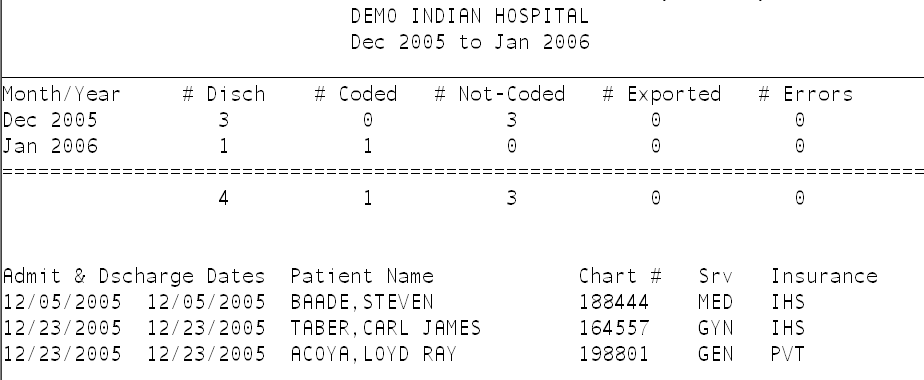 DEMO INDIAN HOSPITAL
Dec 2005 to Jan 2006
Month/Year # Disch # Coded # Not-Coded # Exported # Errors
Dec 2005 3 0 3 0 0
Jan 2006 1 1 0 0 0
=============================================================================
4 1 3 0 0
Admit & Dscharge Dates Patient Name Chart # Srv Insurance
12/05/2005 12/05/2005 BAADE,STEVEN 188444 MED IHS
12/23/2005 12/23/2005 TABER,CARL JAMES 164557 GYN IHS
12/23/2005 12/23/2005 ACOYA,LOYD RAY 198801 GEN PVT